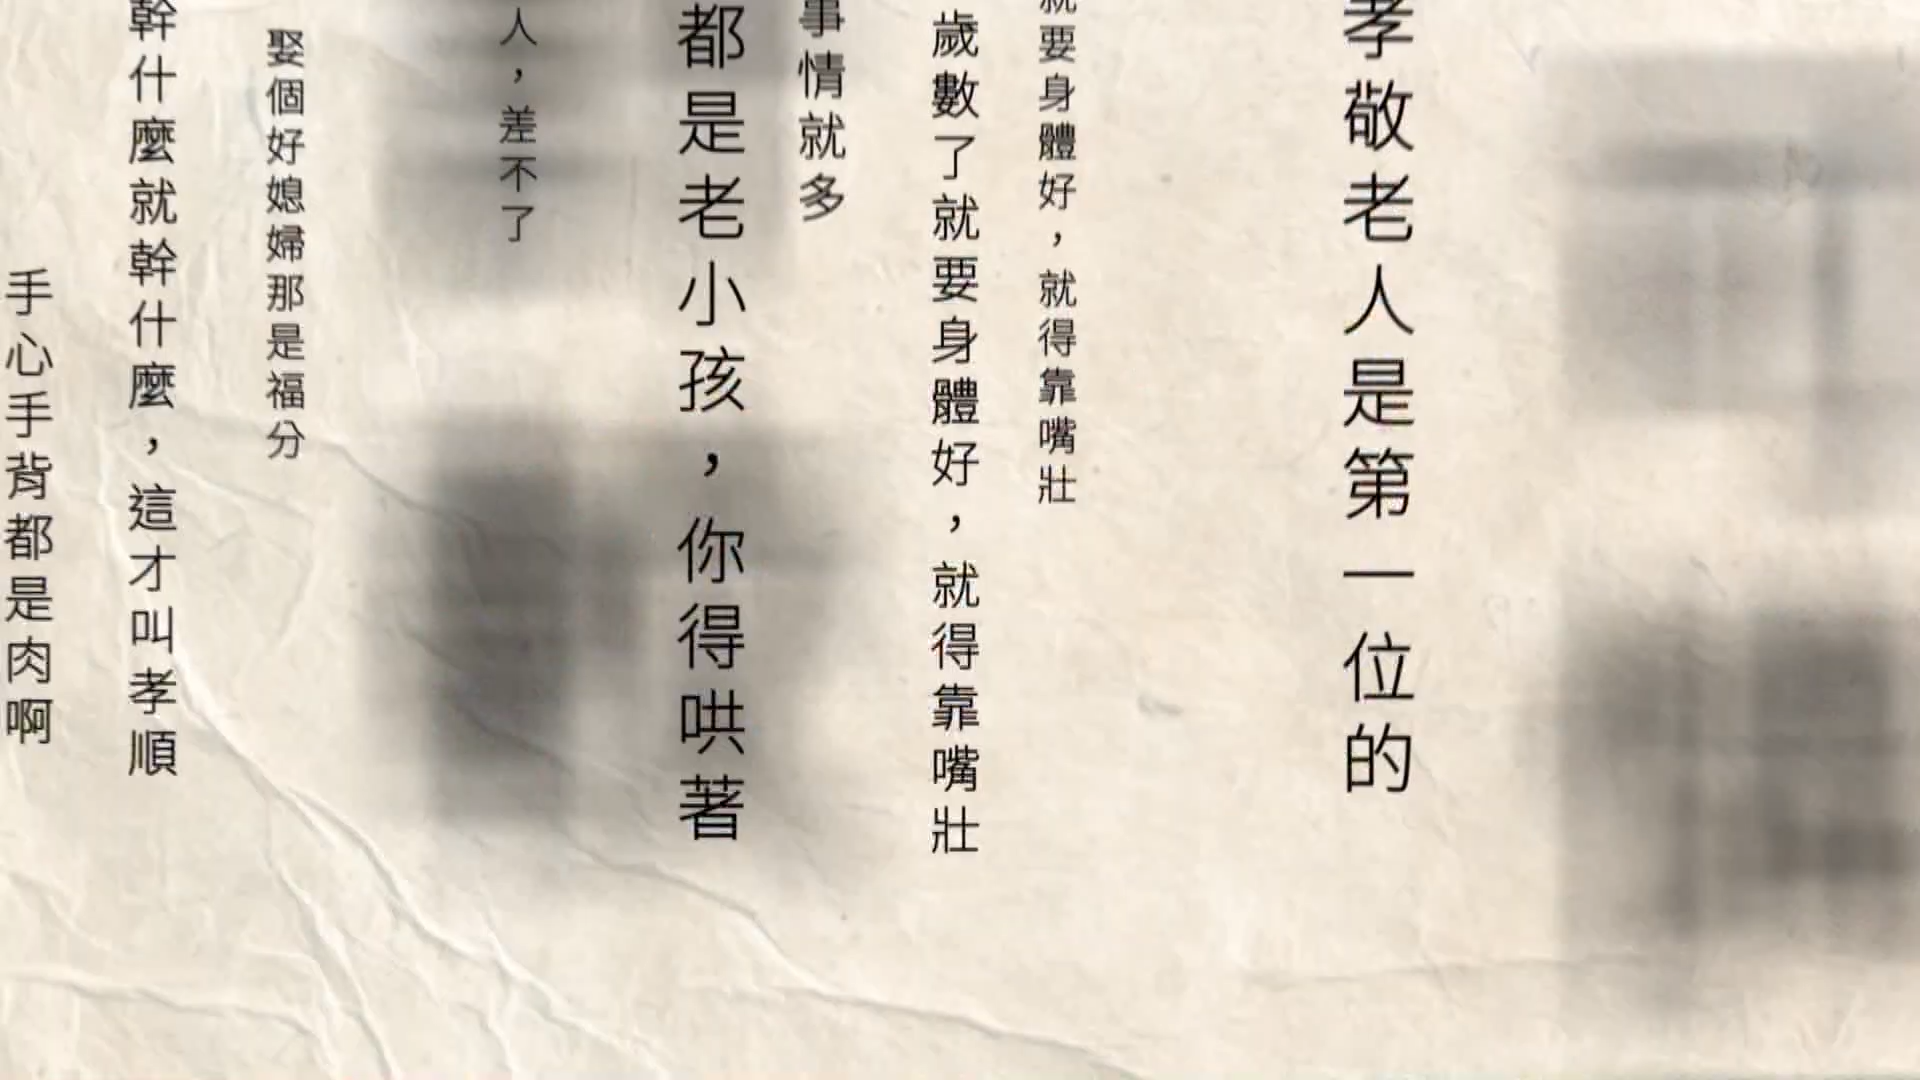 孝敬老人是第一位的
就要身體好，就得靠嘴壯
歲數了就要身體好，就得靠嘴壯
事情就多
都是老小孩，你得哄著
人，差不了
娶個好媳婦那是福分
幹什麼就幹什麼，這才叫孝順
手心手背都是肉啊